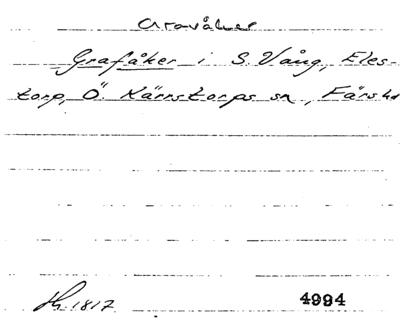 Gravåker
Grafåker i S. Vång, Eles-
torp, Ö. Kärrstorps sn, Färs hd
1817. 4994